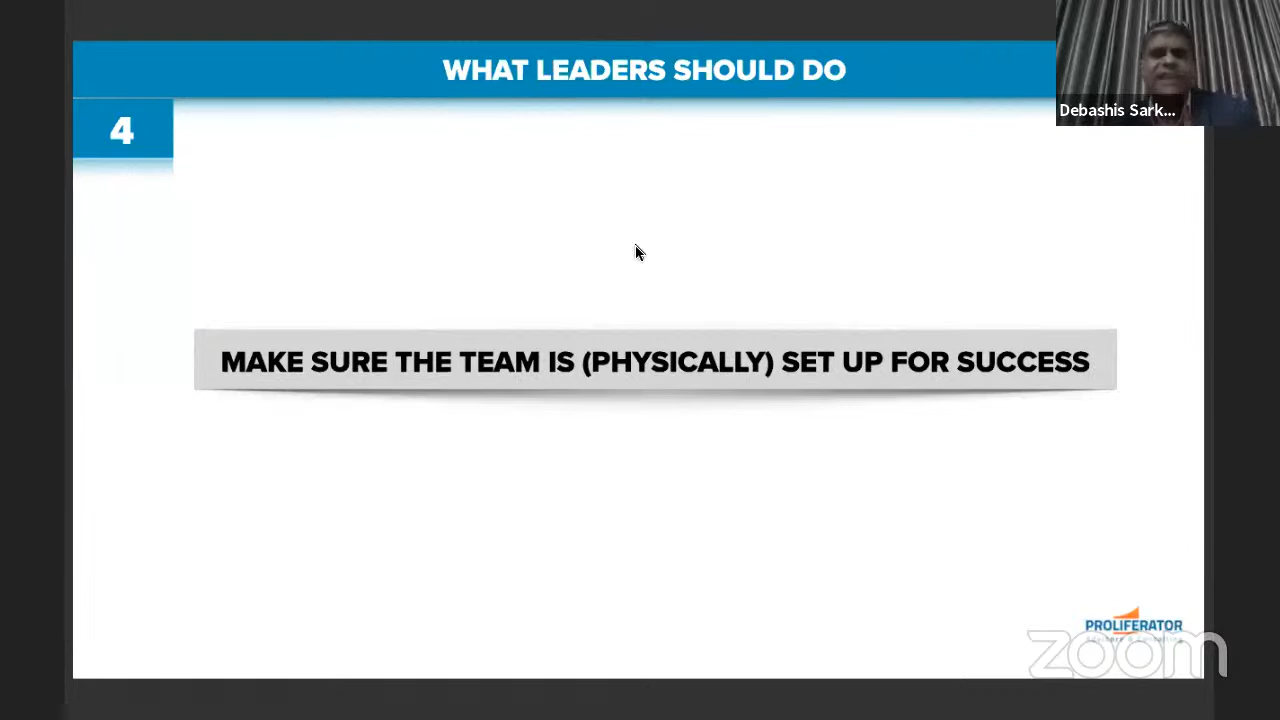 WHAT LEADERS SHOULD DO
Debashis Sark...
4
MAKE SURE THE TEAM IS (PHYSICALLY) SET UP FOR SUCCESS
PROLIFERATOR
zoom